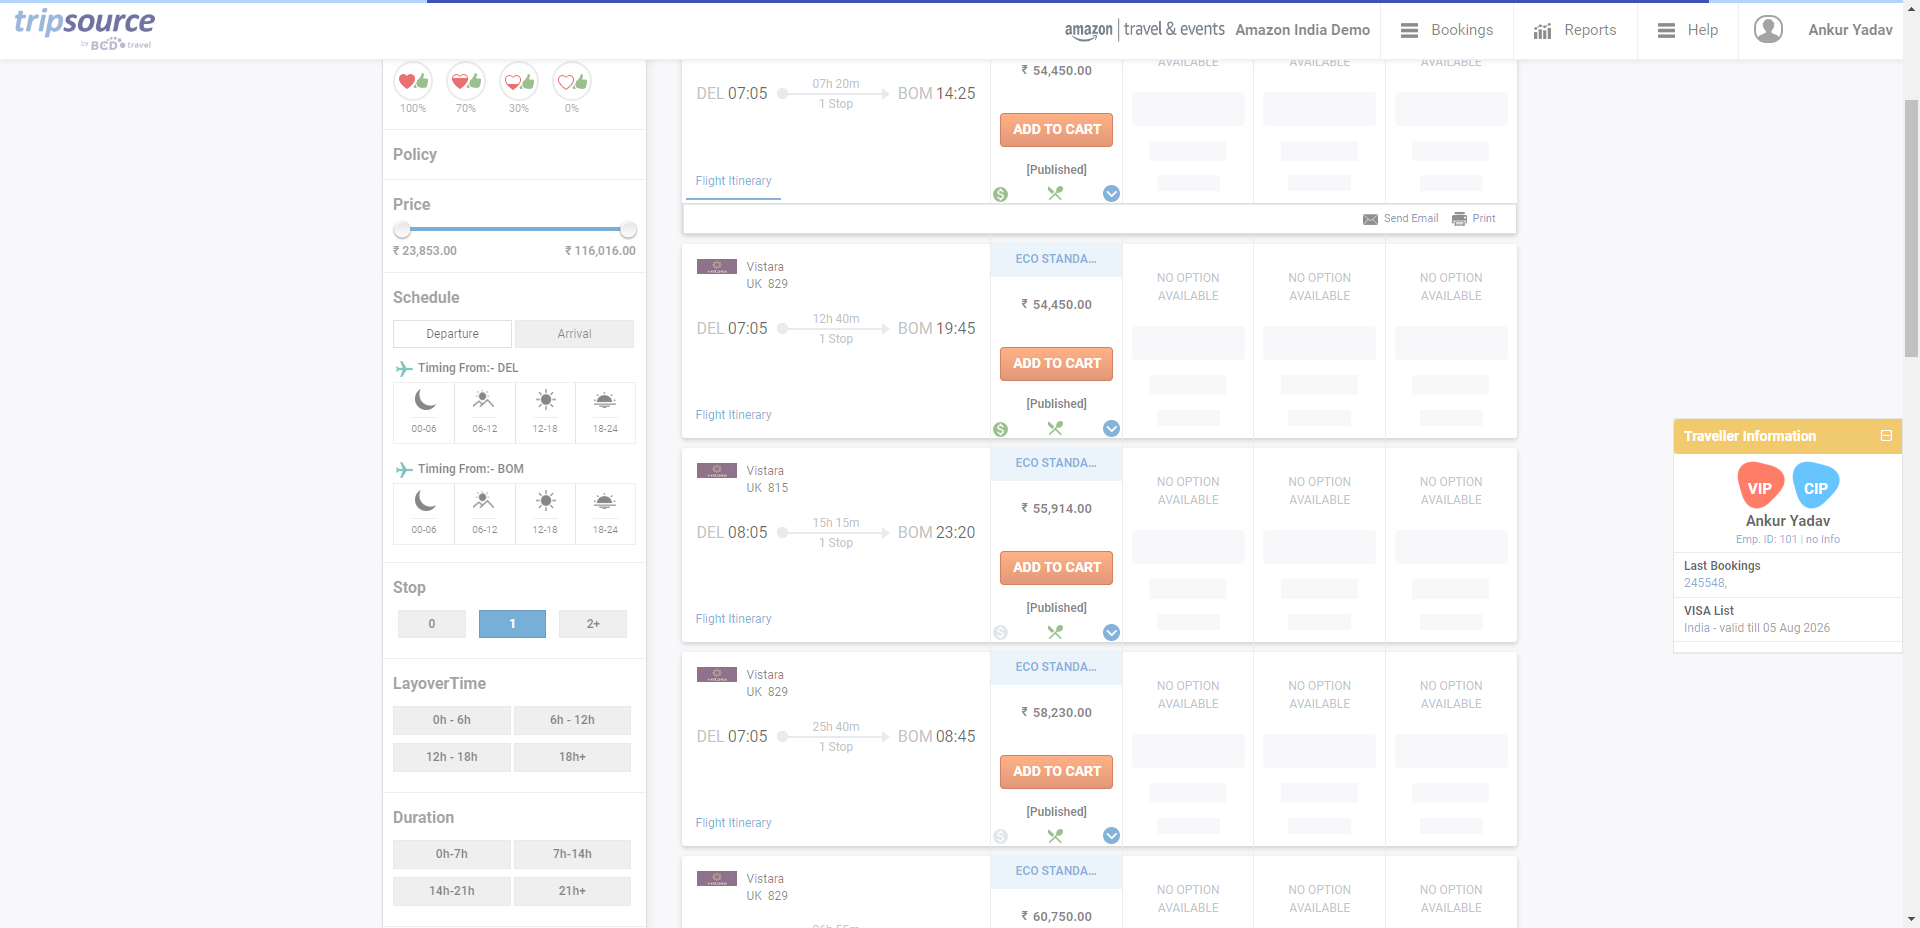 tripsource
by BCD travel
amazon | travel & events Amazon India Demo
Bookings
Reports
Help
Ankur Yadav
100%
70%
30%
0%
Policy
Price
₹ 23,853.00
₹ 116,016.00
Schedule
Departure
Arrival
Timing From:- DEL
00-06
06-12
12-18
18-24
Timing From:- BOM
00-06
06-12
12-18
18-24
Stop
0
1
2+
LayoverTime
0h - 6h
6h - 12h
12h - 18h
18h+
Duration
0h-7h
7h-14h
14h-21h
21h+
DEL 07:05
07h 20m
1 Stop
BOM 14:25
Flight Itinerary
₹ 54,450.00
ADD TO CART
[Published]
AVAILABLE
AVAILABLE
AVAILABLE
Send Email
Print
Vistara
UK 829
DEL 07:05
12h 40m
1 Stop
BOM 19:45
Flight Itinerary
ECO STANDA...
₹ 54,450.00
ADD TO CART
[Published]
NO OPTION
AVAILABLE
NO OPTION
AVAILABLE
NO OPTION
AVAILABLE
Vistara
UK 815
DEL 08:05
15h 15m
1 Stop
BOM 23:20
Flight Itinerary
ECO STANDA...
₹ 55,914.00
ADD TO CART
[Published]
NO OPTION
AVAILABLE
NO OPTION
AVAILABLE
NO OPTION
AVAILABLE
Vistara
UK 829
DEL 07:05
25h 40m
1 Stop
BOM 08:45
Flight Itinerary
ECO STANDA...
₹ 58,230.00
ADD TO CART
[Published]
NO OPTION
AVAILABLE
NO OPTION
AVAILABLE
NO OPTION
AVAILABLE
Vistara
UK 829
ECO STANDA...
₹ 60,750.00
NO OPTION
AVAILABLE
NO OPTION
AVAILABLE
NO OPTION
AVAILABLE
Traveller Information
VIP
CIP
Ankur Yadav
Emp. ID: 101 | no Info
Last Bookings
245548,
VISA List
India - valid till 05 Aug 2026